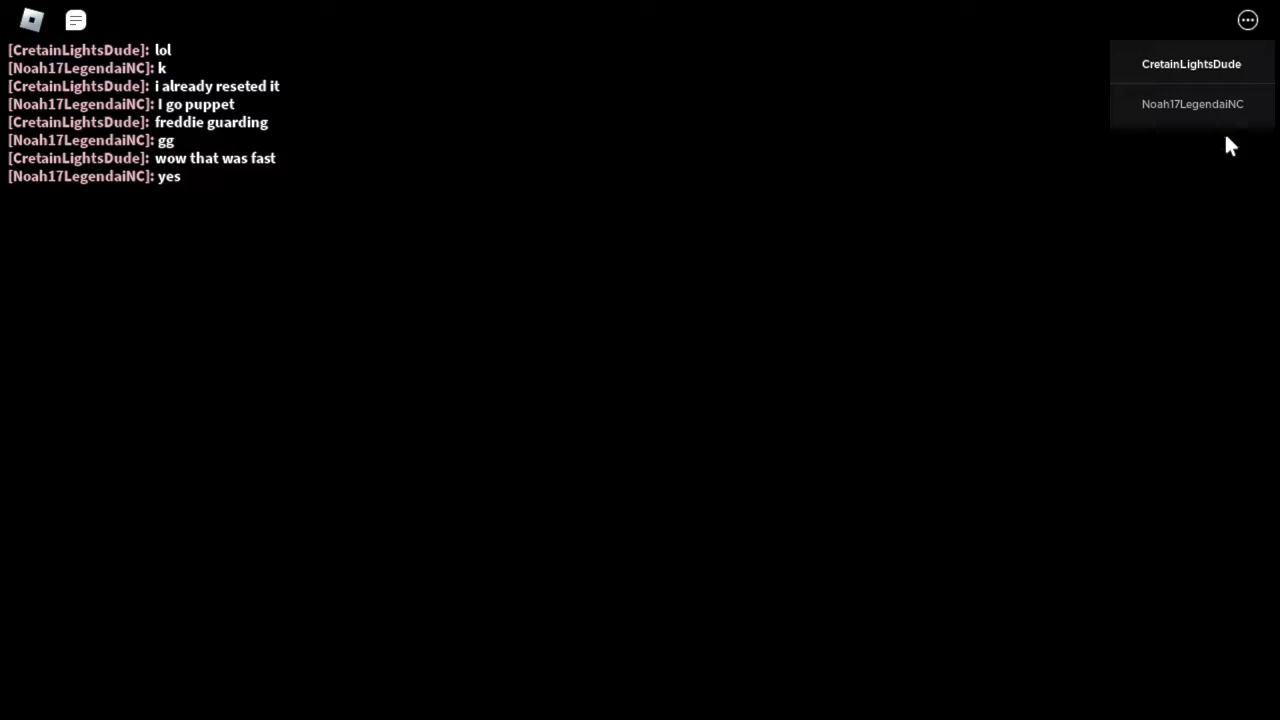 [CretainLightsDude]: lol
[Noah17LegendaiNC]: k
[CretainLightsDude]: i already reseted it
[Noah17LegendaiNC]: I go puppet
[CretainLightsDude]: freddie guarding
[Noah17LegendaiNC]: gg
[CretainLightsDude]: wow that was fast
[Noah17LegendaiNC]: yes
CretainLightsDude
Noah17LegendaiNC